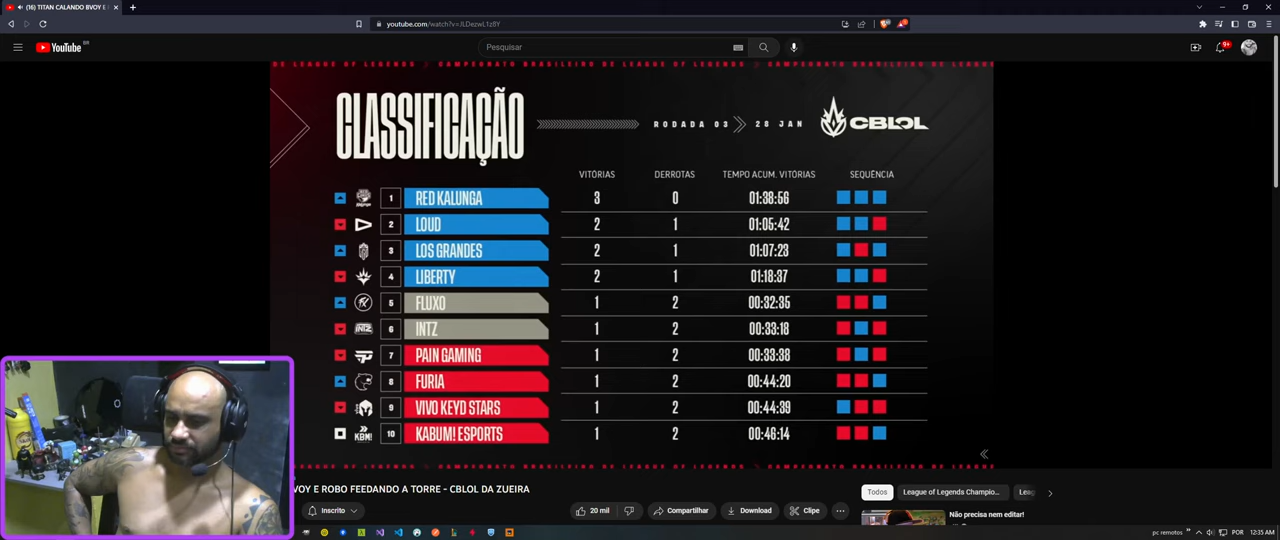 (16) TITAN CALANDO BVOY E
youtube.com/watch?v=JLDezwL1z8Y
YouTube BR
Pesquisar
9+
CAMPEONATO BRASILEIRO DE LEAGUE OF LEGENDS
CLASSIFICAÇÃO
RODADA 03
28 JAN
CBLOL
VITÓRIAS DERROTAS TEMPO ACUM. VITÓRIAS SEQUÊNCIA
1 RED KALUNGA 3 0 01:38:56
2 LOUD 2 1 01:05:42
3 LOS GRANDES 2 1 01:07:23
4 LIBERTY 2 1 01:18:37
5 FLUXO 1 2 00:32:35
6 INTZ 1 2 00:33:18
7 PAIN GAMING 1 2 00:33:38
8 FURIA 1 2 00:44:20
9 VIVO KEYD STARS 1 2 00:44:39
KBM! 10 KABUM! ESPORTS 1 2 00:46:14
VOY E ROBO FEEDANDO A TORRE - CBLOL DA ZUEIRA
Todos League of Legends Champio... Leag
Inscrito 20 mil Compartilhar Download Clipe
Não precisa nem editar!
pc remotos POR 12:35 AM